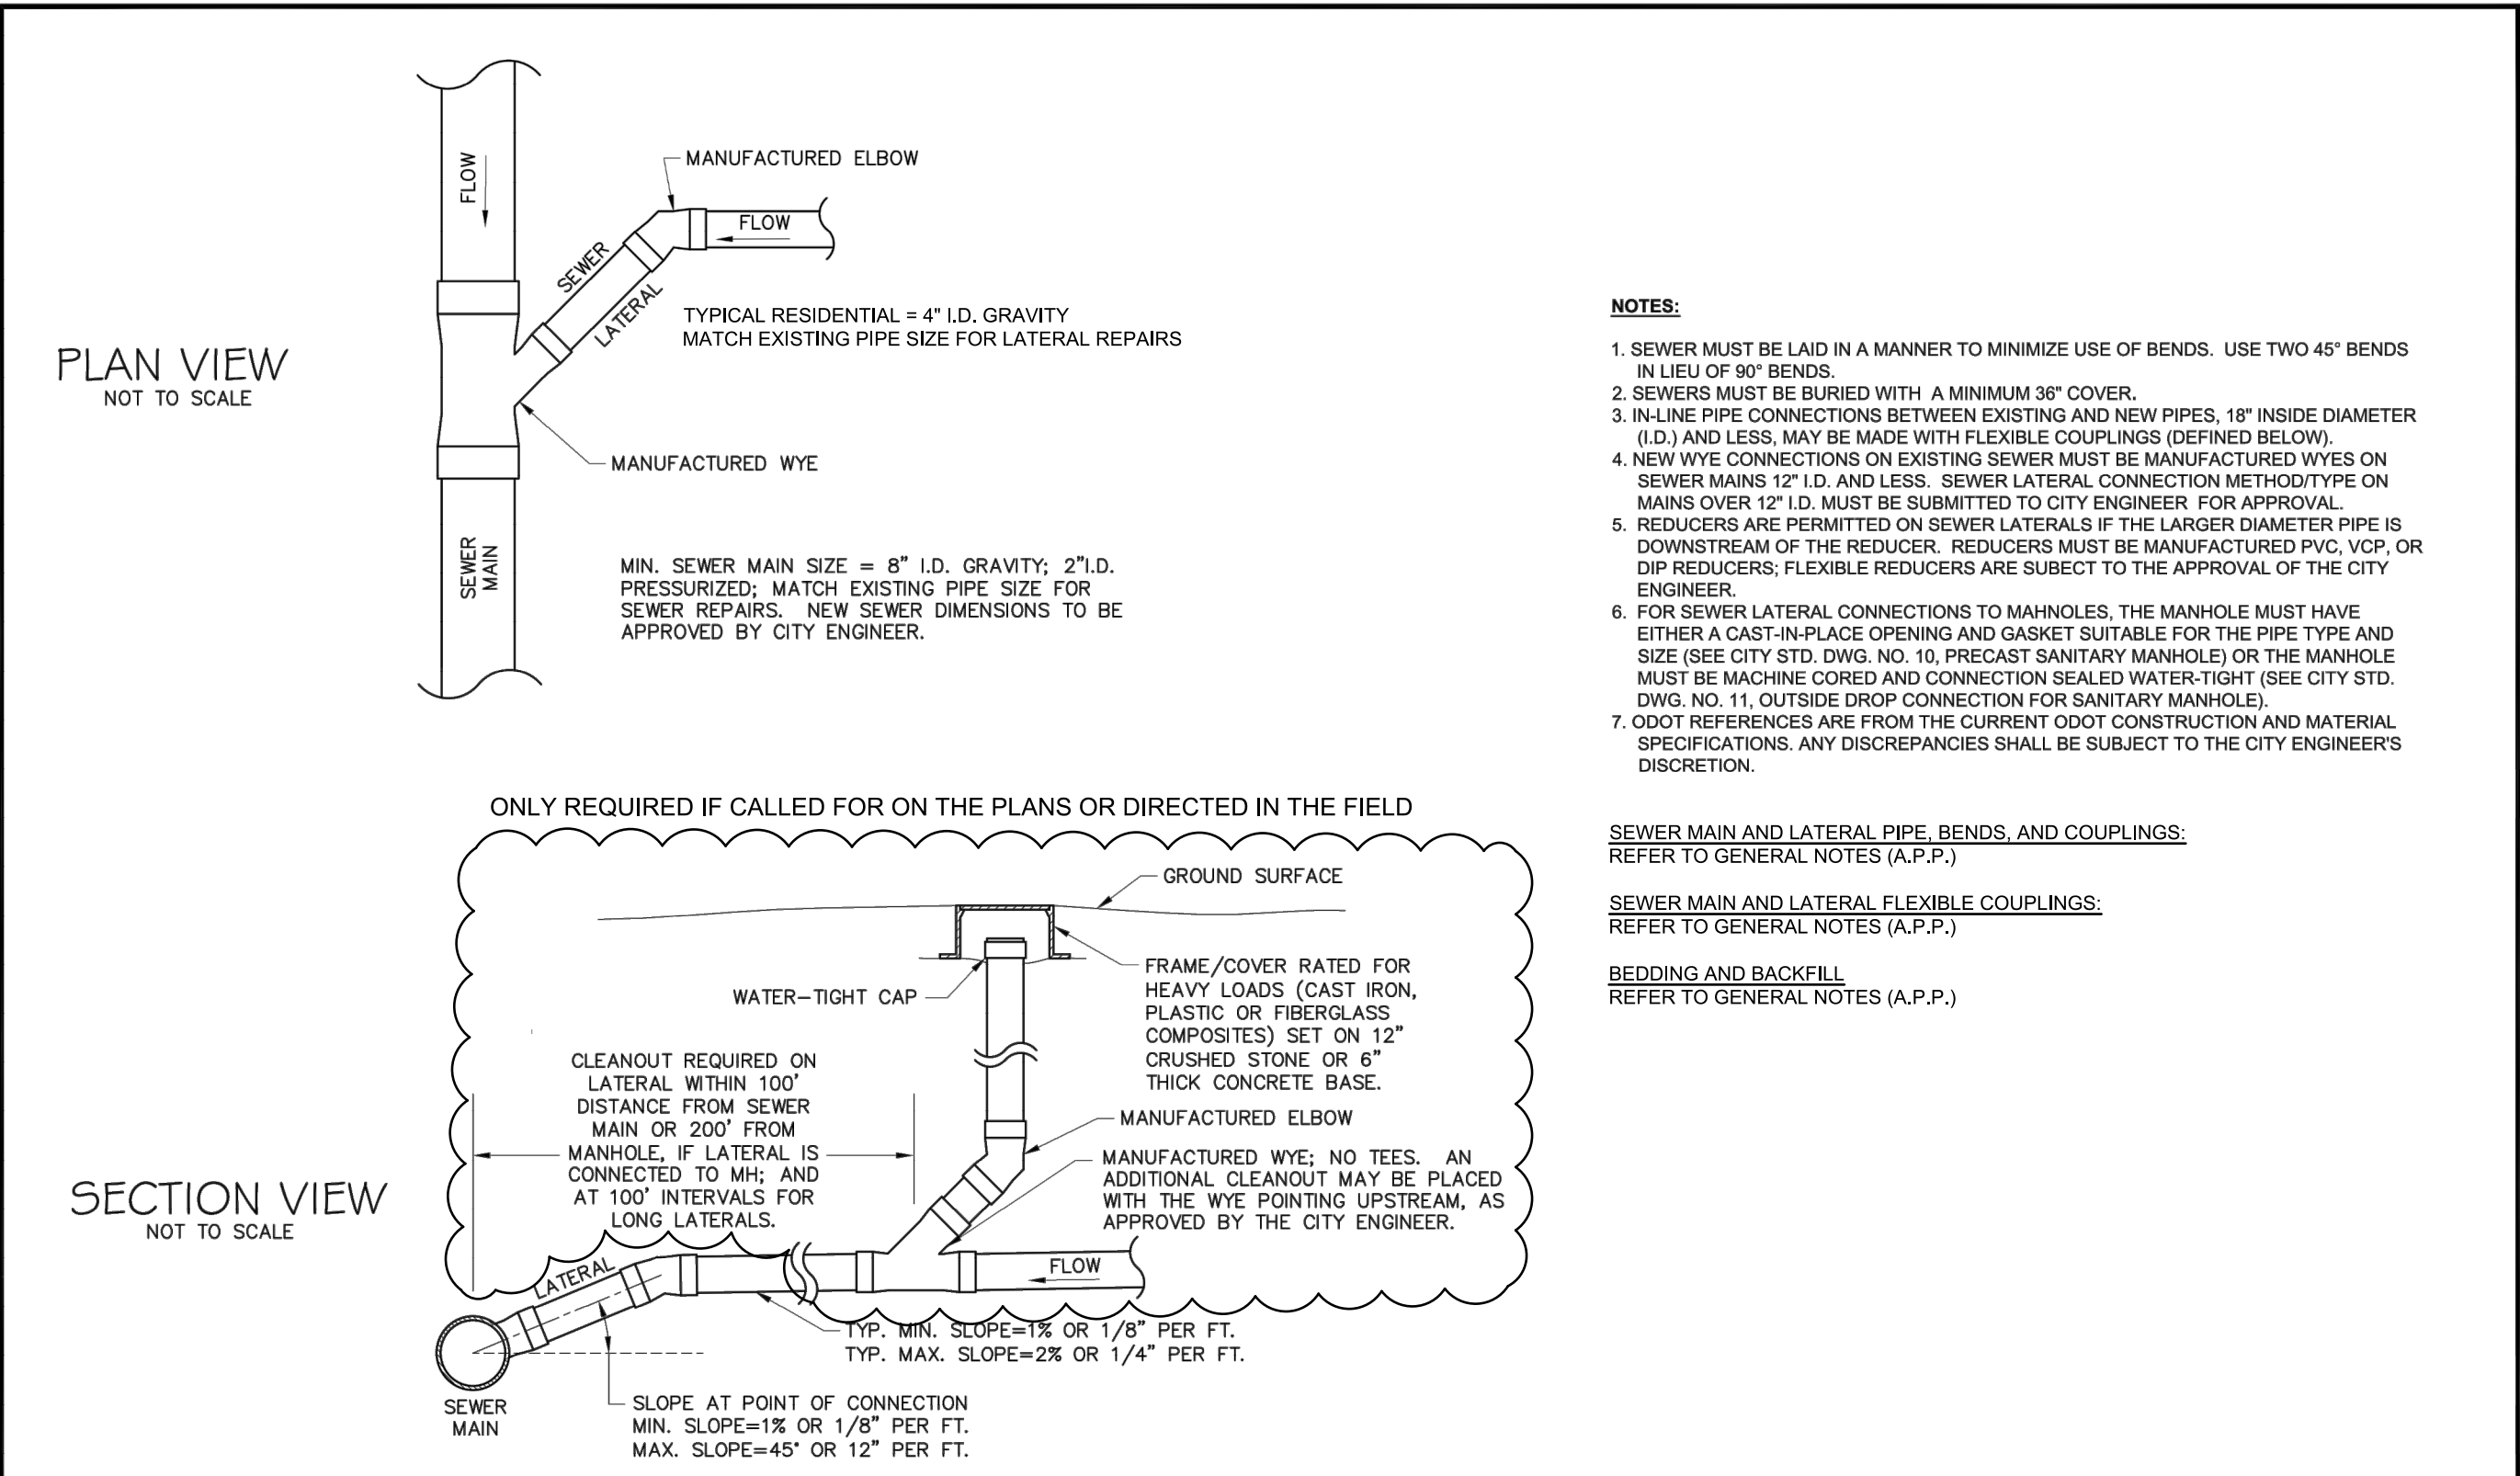 FLOW
MANUFACTURED ELBOW
FLOW
SEWER
LATERAL
TYPICAL RESIDENTIAL = 4" I.D. GRAVITY
MATCH EXISTING PIPE SIZE FOR LATERAL REPAIRS
PLAN VIEW
NOT TO SCALE
MANUFACTURED WYE
SEWER
MAIN
MIN. SEWER MAIN SIZE = 8" I.D. GRAVITY; 2"I.D.
PRESSURIZED; MATCH EXISTING PIPE SIZE FOR
SEWER REPAIRS. NEW SEWER DIMENSIONS TO BE
APPROVED BY CITY ENGINEER.
ONLY REQUIRED IF CALLED FOR ON THE PLANS OR DIRECTED IN THE FIELD
GROUND SURFACE
WATER-TIGHT CAP
FRAME/COVER RATED FOR
HEAVY LOADS (CAST IRON,
PLASTIC OR FIBERGLASS
COMPOSITES) SET ON 12"
CRUSHED STONE OR 6"
THICK CONCRETE BASE.
CLEANOUT REQUIRED ON
LATERAL WITHIN 100'
DISTANCE FROM SEWER
MAIN OR 200' FROM
MANHOLE, IF LATERAL IS
CONNECTED TO MH; AND
AT 100' INTERVALS FOR
LONG LATERALS.
MANUFACTURED ELBOW
MANUFACTURED WYE; NO TEES. AN
ADDITIONAL CLEANOUT MAY BE PLACED
WITH THE WYE POINTING UPSTREAM, AS
APPROVED BY THE CITY ENGINEER.
SECTION VIEW
NOT TO SCALE
LATERAL
FLOW
TYP. MIN. SLOPE=1% OR 1/8" PER FT.
TYP. MAX. SLOPE=2% OR 1/4" PER FT.
SEWER
MAIN
SLOPE AT POINT OF CONNECTION
MIN. SLOPE=1% OR 1/8" PER FT.
MAX. SLOPE=45° OR 12" PER FT.
NOTES:
1. SEWER MUST BE LAID IN A MANNER TO MINIMIZE USE OF BENDS. USE TWO 45° BENDS
IN LIEU OF 90° BENDS.
2. SEWERS MUST BE BURIED WITH A MINIMUM 36" COVER.
3. IN-LINE PIPE CONNECTIONS BETWEEN EXISTING AND NEW PIPES, 18" INSIDE DIAMETER
(I.D.) AND LESS, MAY BE MADE WITH FLEXIBLE COUPLINGS (DEFINED BELOW).
4. NEW WYE CONNECTIONS ON EXISTING SEWER MUST BE MANUFACTURED WYES ON
SEWER MAINS 12" I.D. AND LESS. SEWER LATERAL CONNECTION METHOD/TYPE ON
MAINS OVER 12" I.D. MUST BE SUBMITTED TO CITY ENGINEER FOR APPROVAL.
5. REDUCERS ARE PERMITTED ON SEWER LATERALS IF THE LARGER DIAMETER PIPE IS
DOWNSTREAM OF THE REDUCER. REDUCERS MUST BE MANUFACTURED PVC, VCP, OR
DIP REDUCERS; FLEXIBLE REDUCERS ARE SUBECT TO THE APPROVAL OF THE CITY
ENGINEER.
6. FOR SEWER LATERAL CONNECTIONS TO MAHNOLES, THE MANHOLE MUST HAVE
EITHER A CAST-IN-PLACE OPENING AND GASKET SUITABLE FOR THE PIPE TYPE AND
SIZE (SEE CITY STD. DWG. NO. 10, PRECAST SANITARY MANHOLE) OR THE MANHOLE
MUST BE MACHINE CORED AND CONNECTION SEALED WATER-TIGHT (SEE CITY STD.
DWG. NO. 11, OUTSIDE DROP CONNECTION FOR SANITARY MANHOLE).
7. ODOT REFERENCES ARE FROM THE CURRENT ODOT CONSTRUCTION AND MATERIAL
SPECIFICATIONS. ANY DISCREPANCIES SHALL BE SUBJECT TO THE CITY ENGINEER'S
DISCRETION.
SEWER MAIN AND LATERAL PIPE, BENDS, AND COUPLINGS:
REFER TO GENERAL NOTES (A.P.P.)
SEWER MAIN AND LATERAL FLEXIBLE COUPLINGS:
REFER TO GENERAL NOTES (A.P.P.)
BEDDING AND BACKFILL
REFER TO GENERAL NOTES (A.P.P.)